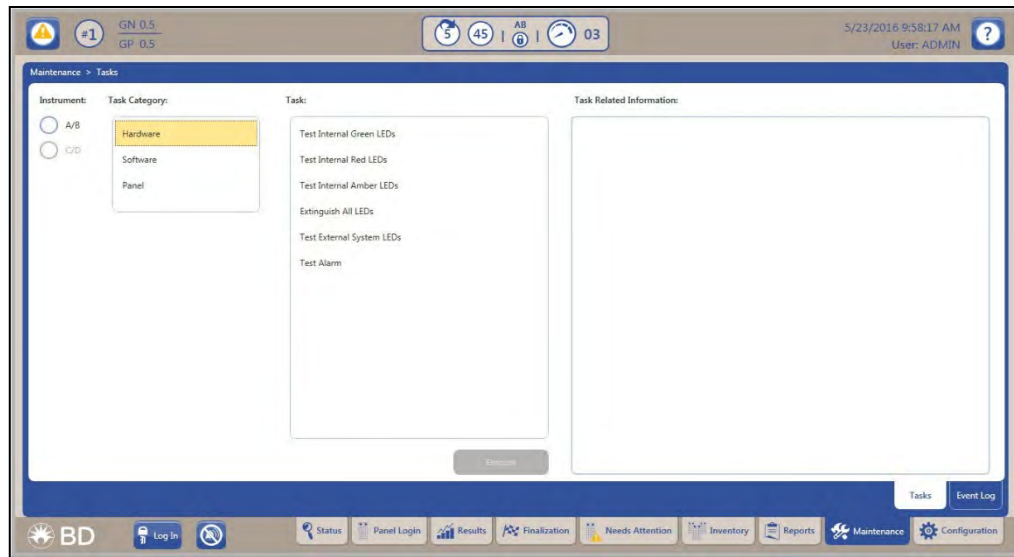 #1
GN 0.5
GP 0.5
5
45
AB
03
5/23/2016 9:58:17 AM
User: ADMIN
?
Maintenance > Tasks
Instrument:
Task Category:
Task:
Task Related Information:
A/B
C/D
Hardware
Software
Panel
Test Internal Green LEDs
Test Internal Red LEDs
Test Internal Amber LEDs
Extinguish All LEDs
Test External System LEDs
Test Alarm
Execute
Tasks
Event Log
BD
Log In
Status
Panel Login
Results
Finalization
Needs Attention
Inventory
Reports
Maintenance
Configuration